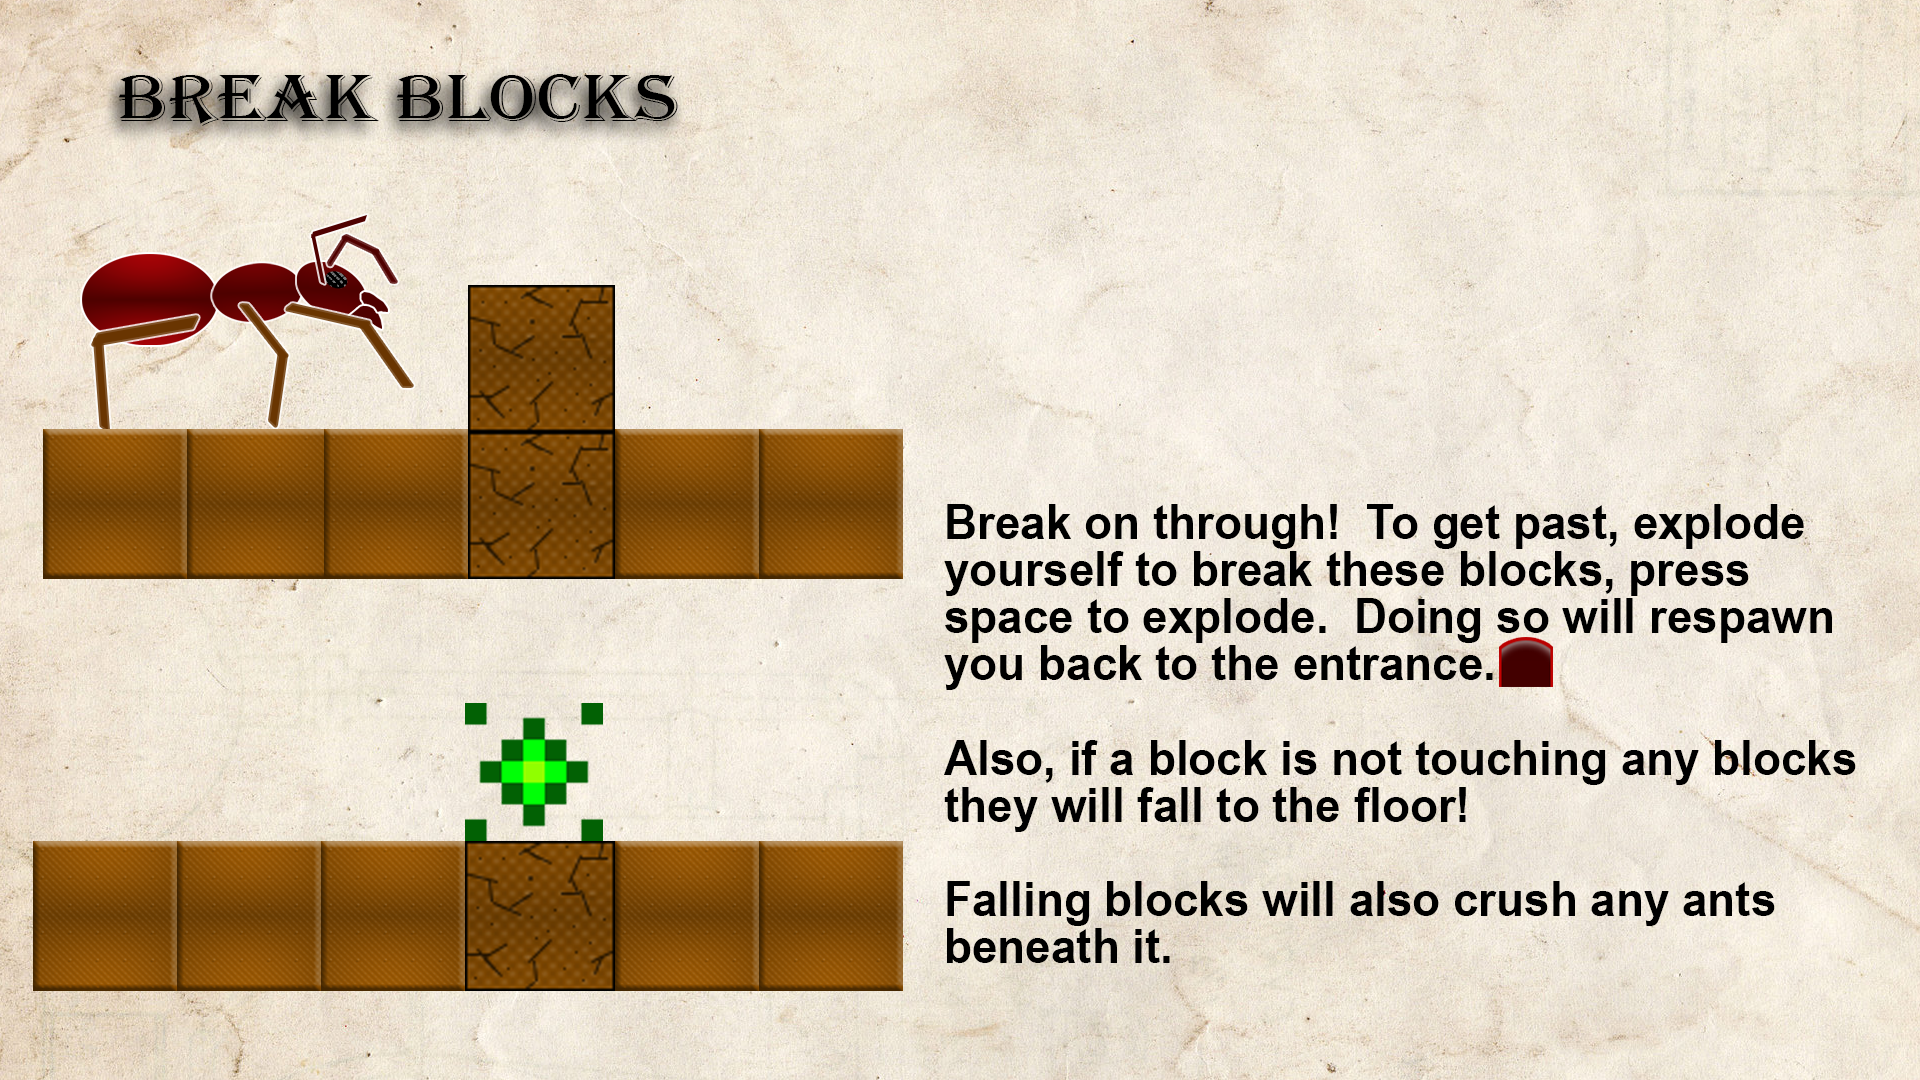 BREAK BLOCKS
Break on through!  To get past, explode
yourself to break these blocks, press
space to explode.  Doing so will respawn
you back to the entrance.
Also, if a block is not touching any blocks
they will fall to the floor!
Falling blocks will also crush any ants
beneath it.